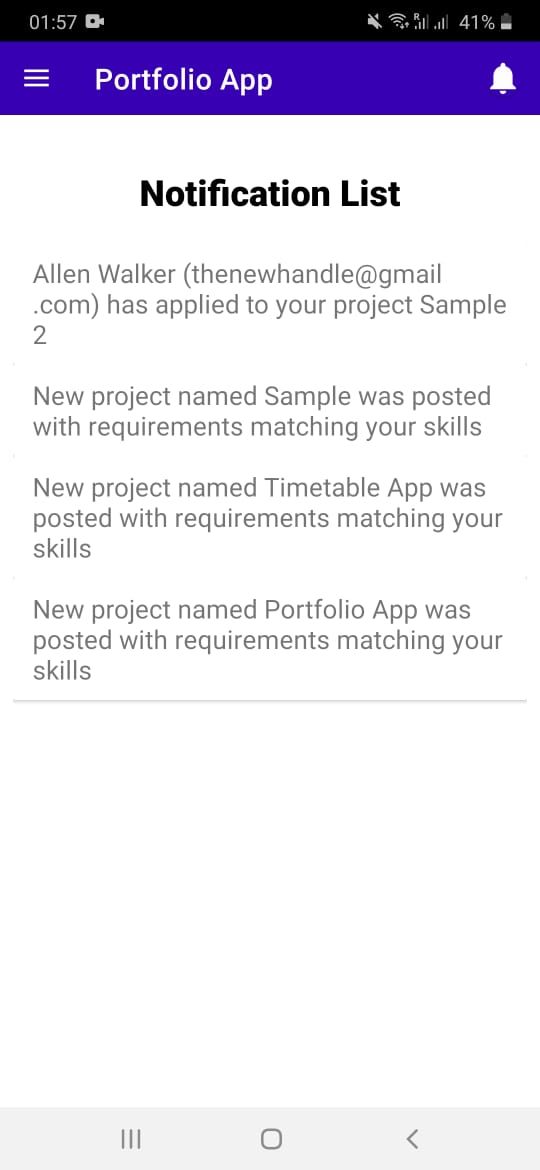 01:57
R
41%
Portfolio App
Notification List
Allen Walker (thenewhandle@gmail
.com) has applied to your project Sample
2
New project named Sample was posted
with requirements matching your skills
New project named Timetable App was
posted with requirements matching your
skills
New project named Portfolio App was
posted with requirements matching your
skills